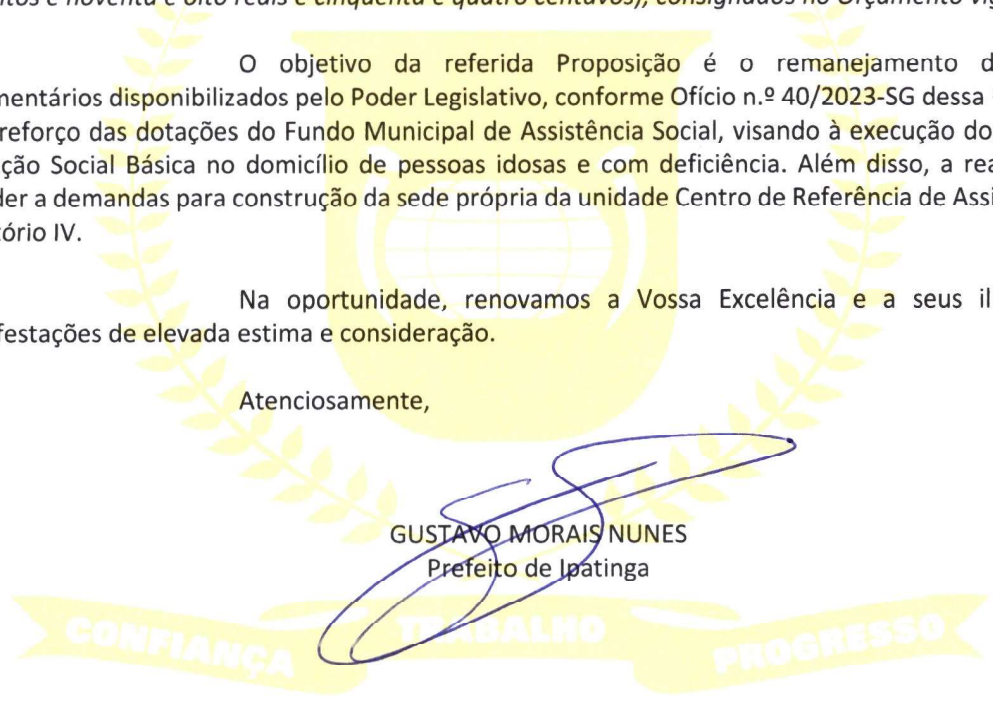 e noventa e oito reais e cinquenta e quatro centavos), consignados no Orçamento
O objetivo da referida Proposição é o remanejamento d
mentários disponibilizados pelo Poder Legislativo, conforme Ofício n.º 40/2023-SG dessa
reforço das dotações do Fundo Municipal de Assistência Social, visando à execução do
ção Social Básica no domicílio de pessoas idosas e com deficiência. Além disso, a rea
der a demandas para construção da sede própria da unidade Centro de Referência de Assi
tório IV.
Na oportunidade, renovamos a Vossa Excelência e a seus il
festações de elevada estima e consideração.
Atenciosamente,
GUSTAVO MORAIS NUNES
Prefeito de Ipatinga
CONFIANÇA TRABALHO PROGRESSO